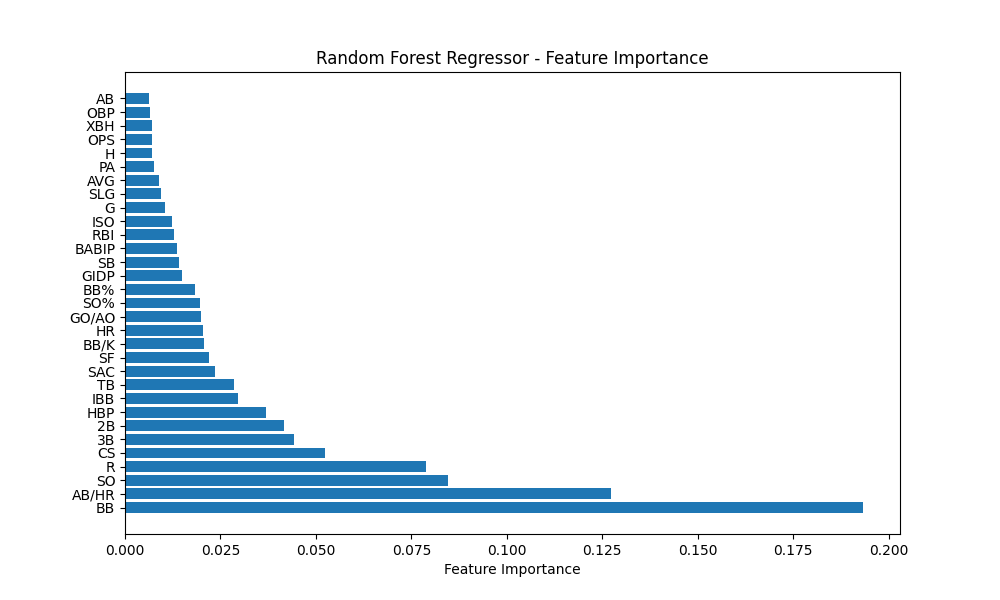 Random Forest Regressor - Feature Importance
AB
OBP
XBH
OPS
H
PA
AVG
SLG
G
ISO
RBI
BABIP
SB
GIDP
BB%
SO%
GO/AO
HR
BB/K
SF
SAC
TB
IBB
HBP
2B
3B
CS
R
SO
AB/HR
BB
0.000 0.025 0.050 0.075 0.100 0.125 0.150 0.175 0.200
Feature Importance